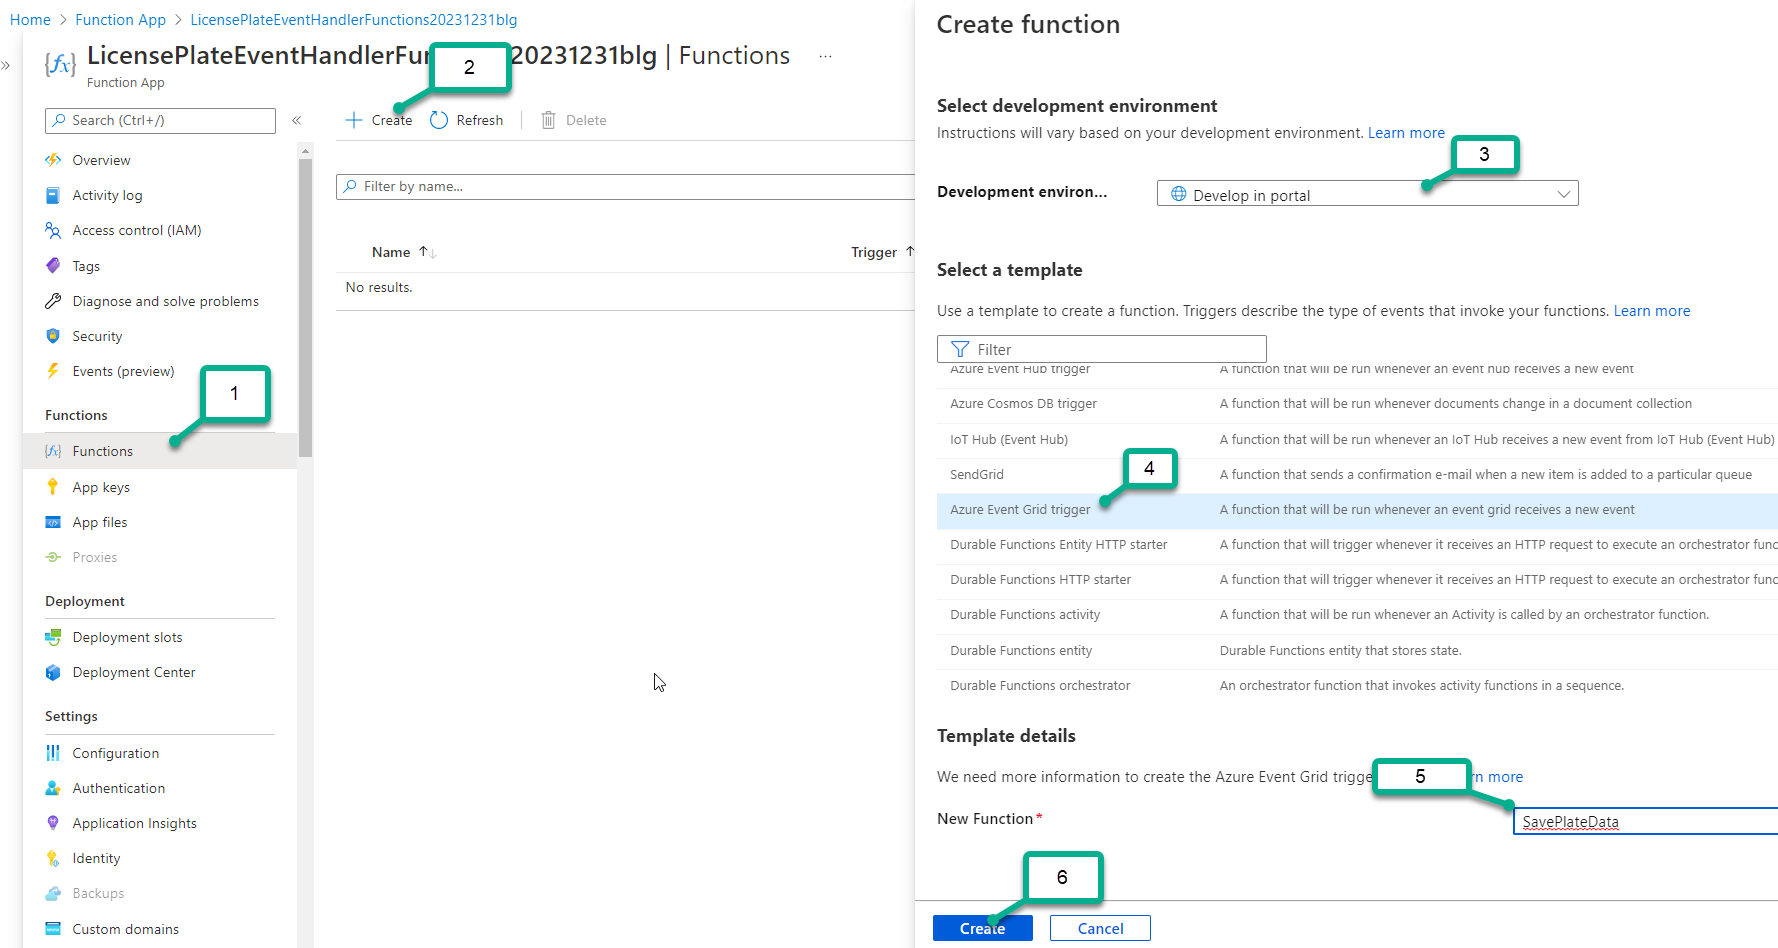 Home > Function App > LicensePlateEventHandlerFunctions20231231blg
LicensePlateEventHandlerFu 20231231blg | Functions ...
Function App
Search (Ctrl+/)
Overview
Activity log
Access control (IAM)
Tags
Diagnose and solve problems
Security
Events (preview)
Functions
Functions
App keys
App files
Proxies
Deployment
Deployment slots
Deployment Center
Settings
Configuration
Authentication
Application Insights
Identity
Backups
Custom domains
1
2
Create Refresh Delete
Filter by name...
Name Trigger
No results.
Create function
Select development environment
Instructions will vary based on your development environment. Learn more
3
Development environ... Develop in portal
Select a template
Use a template to create a function. Triggers describe the type of events that invoke your functions. Learn more
Filter
Azure Event Hub trigger A function that will be run whenever an event hub receives a new event
Azure Cosmos DB trigger A function that will be run whenever documents change in a document collection
IoT Hub (Event Hub) A function that will be run whenever an IoT Hub receives a new event from IoT Hub (Event Hub)
4
SendGrid A function that sends a confirmation e-mail when a new item is added to a particular queue
Azure Event Grid trigger A function that will be run whenever an event grid receives a new event
Durable Functions Entity HTTP starter A function that will trigger whenever it receives an HTTP request to execute an orchestrator func
Durable Functions HTTP starter A function that will trigger whenever it receives an HTTP request to execute an orchestrator func
Durable Functions activity A function that will be run whenever an Activity is called by an orchestrator function.
Durable Functions entity Durable Functions entity that stores state.
Durable Functions orchestrator An orchestrator function that invokes activity functions in a sequence.
Template details
We need more information to create the Azure Event Grid trigge 5 rn more
New Function* SavePlateData
6
Create Cancel